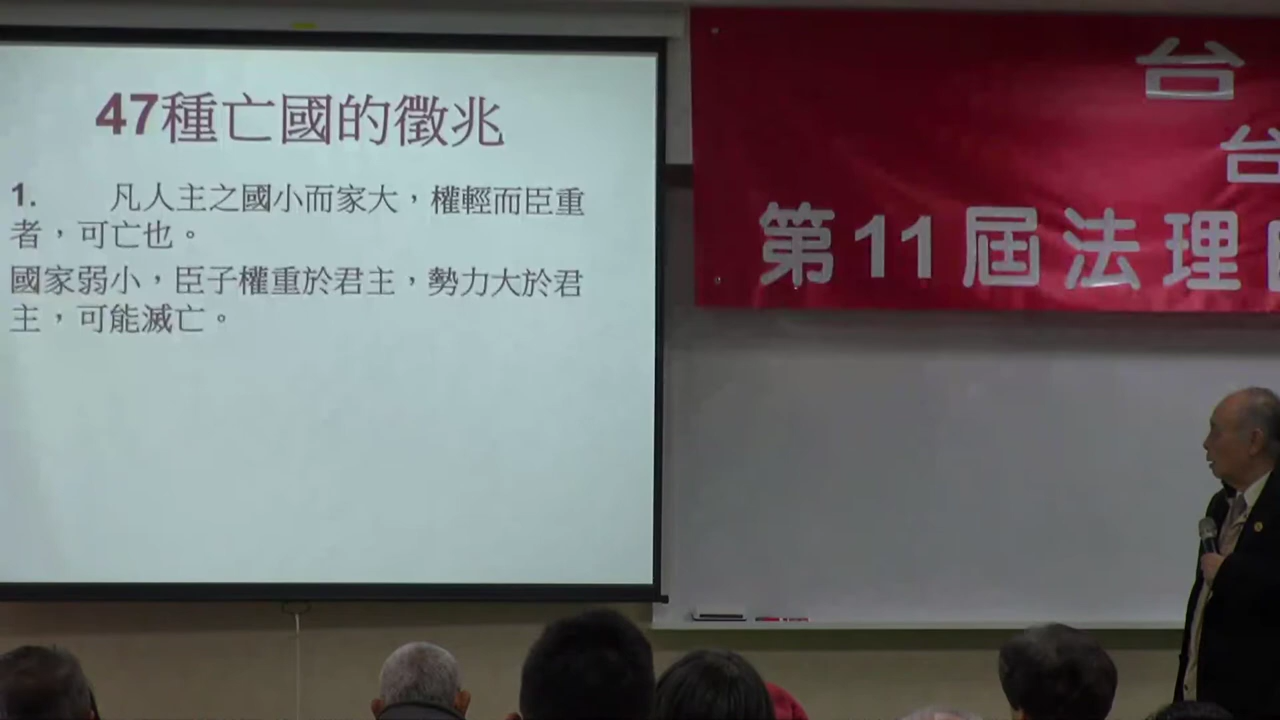 47種亡國的徵兆
1. 凡人主之國小而家大，權輕而臣重
者，可亡也。
國家弱小，臣子權重於君主，勢力大於君
主，可能滅亡。
台
台
第11屆法理